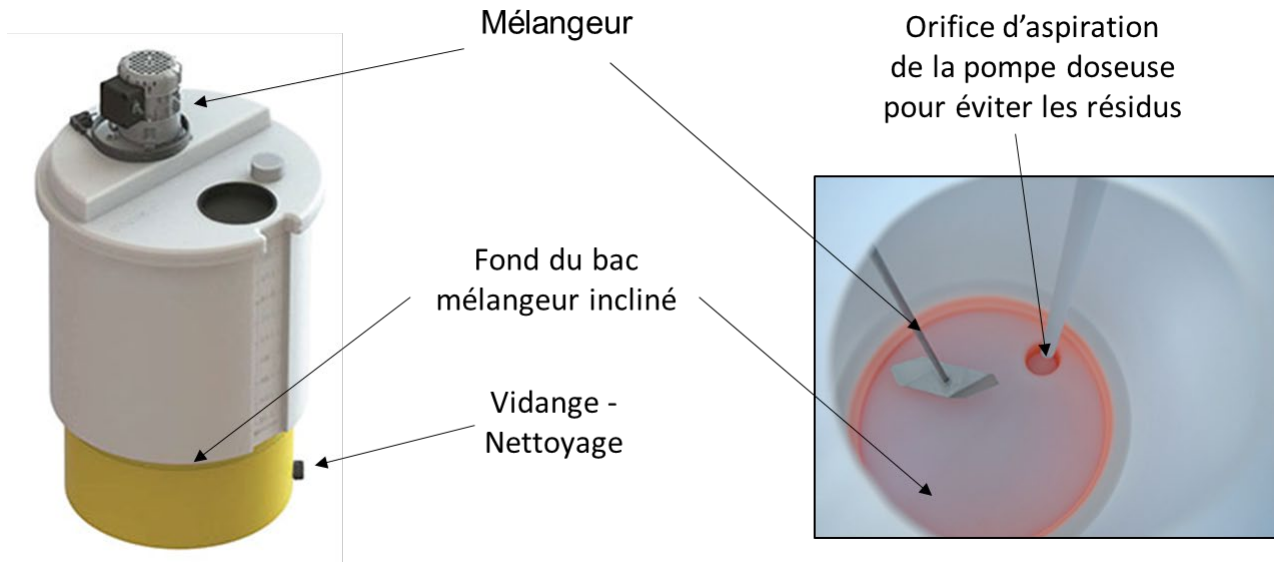 Mélangeur
Orifice d’aspiration
de la pompe doseuse
pour éviter les résidus
Fond du bac
mélangeur incliné
Vidange -
Nettoyage